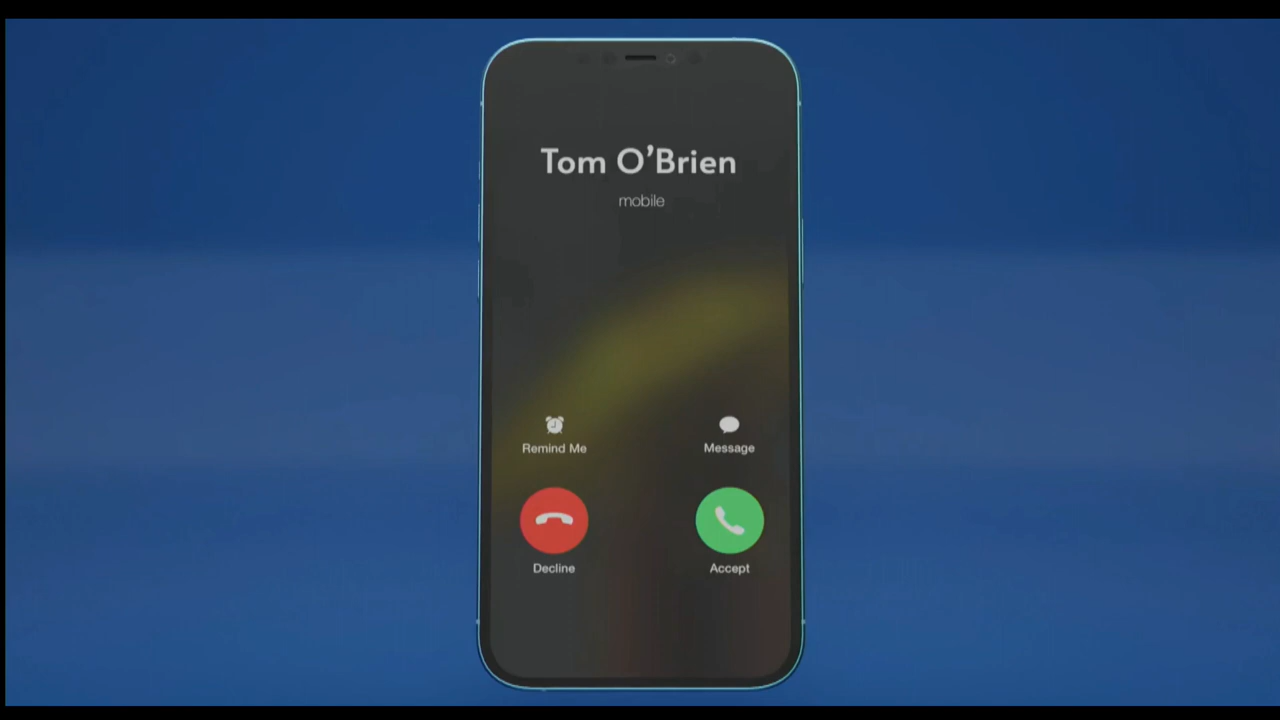 Tom O’Brien
mobile
Remind Me
Message
Decline
Accept